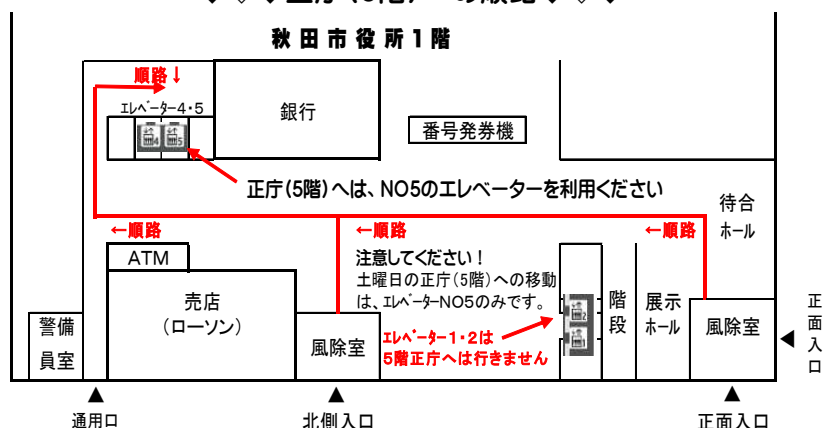 秋田市役所1階
順路↓
エレベーター4・5
銀行
番号発券機
4
5
正庁(5階)へは、NO5のエレベーターを利用ください
待合
ホール
←順路
←順路
←順路
ATM
注意してください！
土曜日の正庁(5階)への移動
は、エレベーターNO5のみです。
売店
(ローソン)
警備
員室
風除室
エレベーター1・2は
5階正庁へは行きません
2
1
階
段
展示
ホール
風除室
正
面
入
口
◀
▲
▲
▲
通用口
北側入口
正面入口